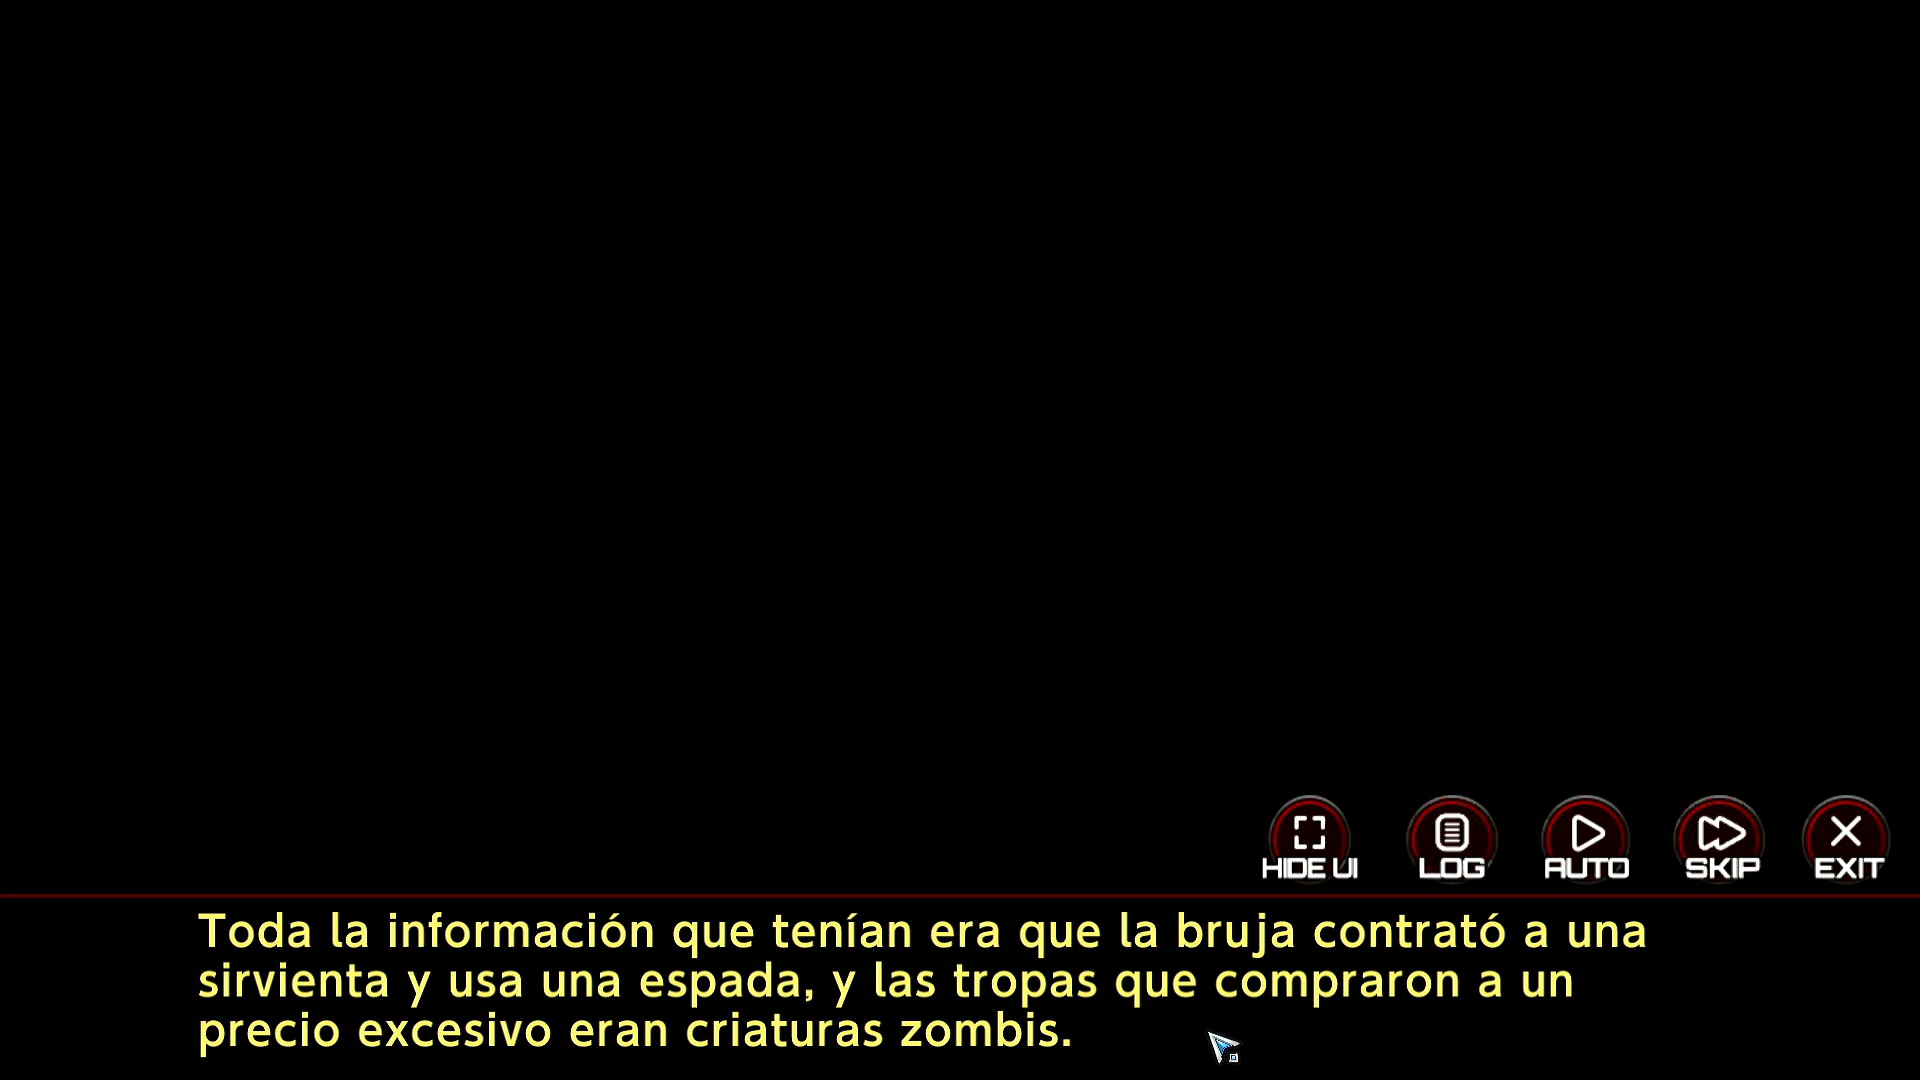 HIDE UI LOG AUTO SKIP EXIT
Toda la información que tenían era que la bruja contrató a una
sirvienta y usa una espada, y las tropas que compraron a un
precio excesivo eran criaturas zombis.